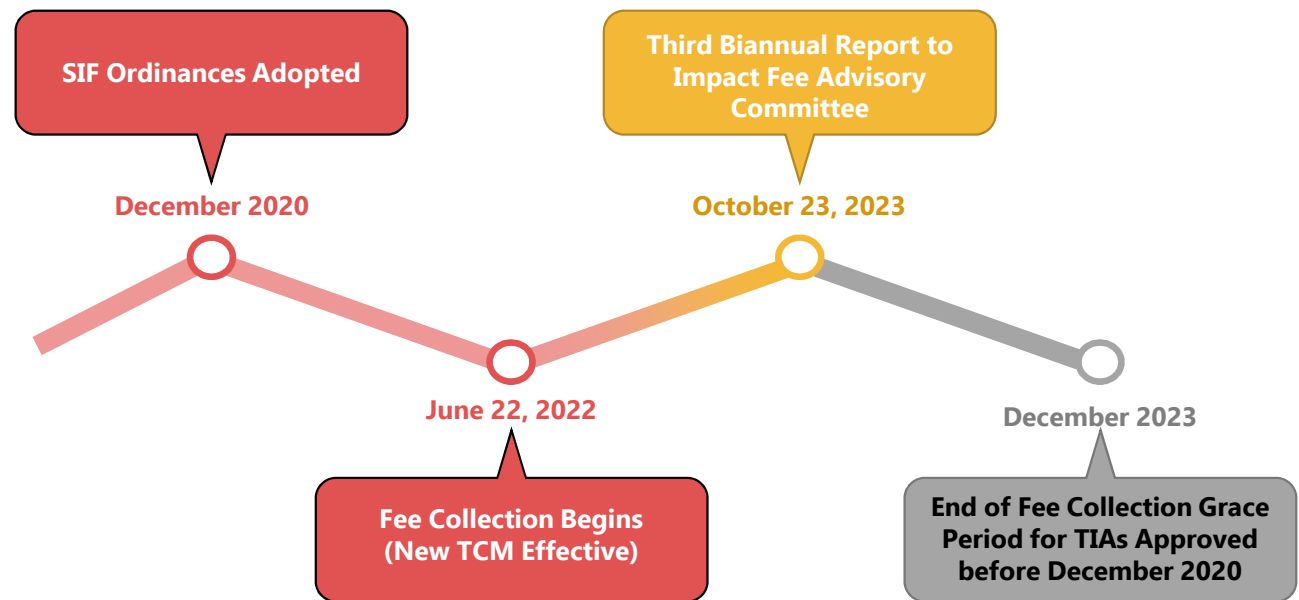 SIF Ordinances Adopted
December 2020
Third Biannual Report to
Impact Fee Advisory
Committee
October 23, 2023
June 22, 2022
Fee Collection Begins
(New TCM Effective)
December 2023
End of Fee Collection Grace
Period for TIAs Approved
before December 2020